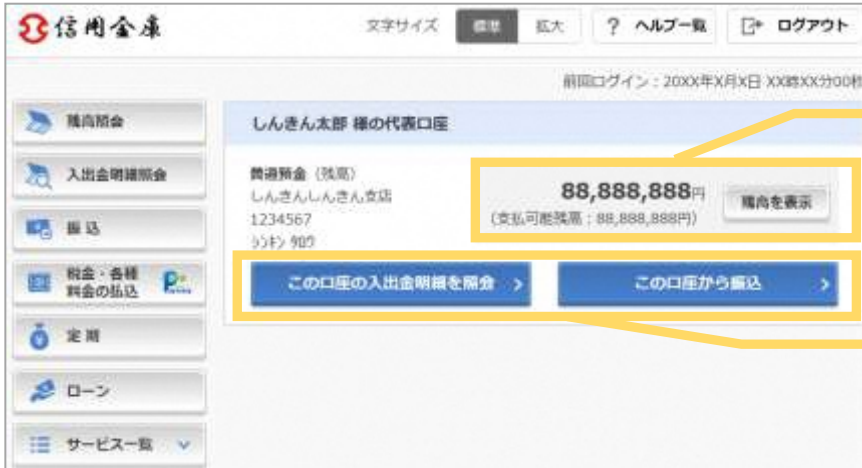 信用金庫
文字サイズ 標準 拡大 ? ヘルプ一覧 ログアウト
前回ログイン：20XX年X月X日 XX時XX分00秒
残高照会
入出金明細照会
振込
税金・各種
料金の払込
定期
ローン
サービス一覧
しんきん太郎 様の代表口座
普通預金（残高）
しんきんしんきん支店
1234567
ｼﾝｷﾝ ﾀﾛｳ
88,888,888円
（支払可能残高：88,888,888円）
残高を表示
この口座の入出金明細を照会
この口座から振込